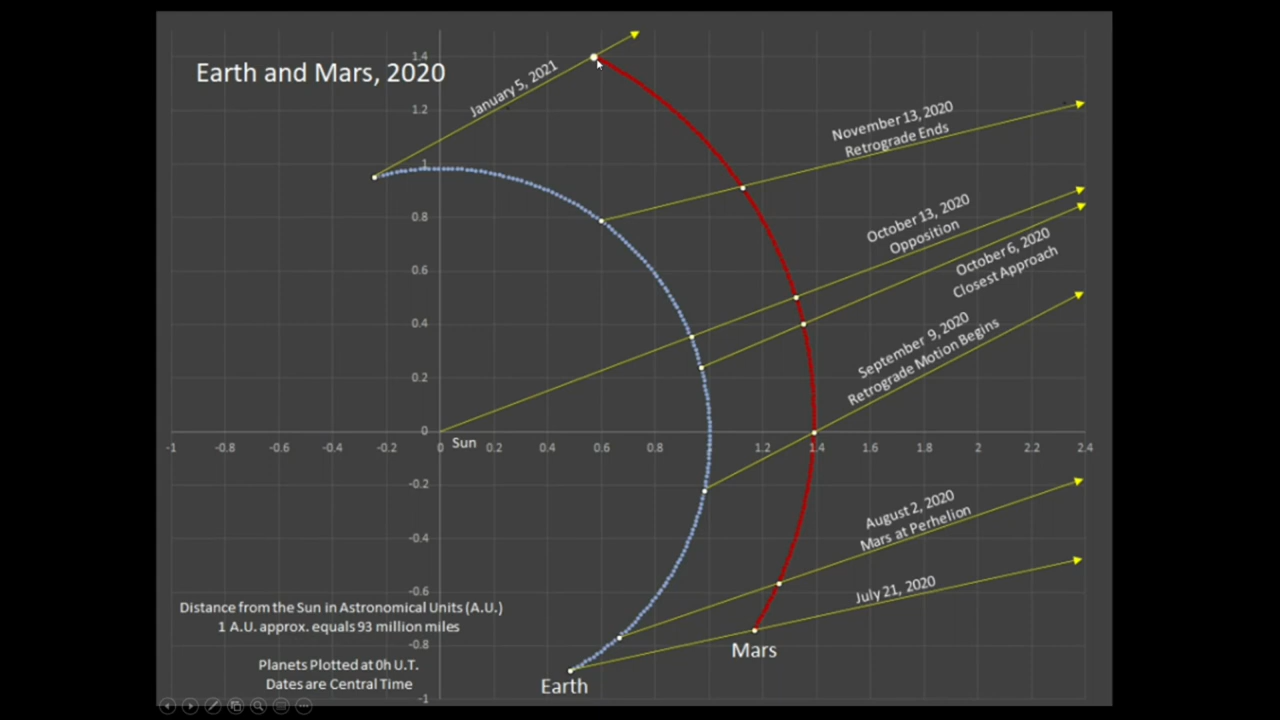 Earth and Mars, 2020
January 5, 2021
November 13, 2020
Retrograde Ends
October 13, 2020
Opposition
October 6, 2020
Closest Approach
September 9, 2020
Retrograde Motion Begins
August 2, 2020
Mars at Perhelion
July 21, 2020
1.4
1.2
1
0.8
0.6
0.4
0.2
0
-0.2
-0.4
-0.6
-0.8
-1
Sun
-1 -0.8 -0.6 -0.4 -0.2 0 0.2 0.4 0.6 0.8 1.2 1.4 1.6 1.8 2 2.2 2.4
Distance from the Sun in Astronomical Units (A.U.)
1 A.U. approx. equals 93 million miles
Planets Plotted at 0h U.T.
Dates are Central Time
Mars
Earth